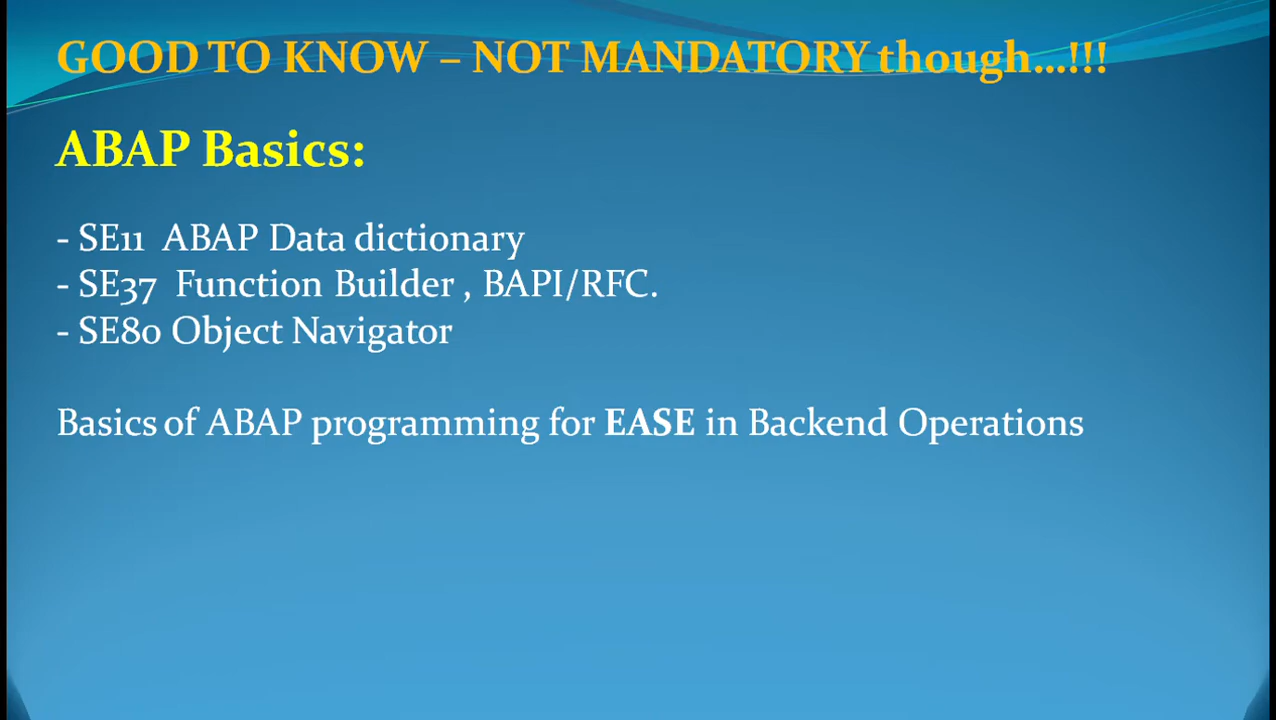 GOOD TO KNOW – NOT MANDATORY though...!!!
ABAP Basics:
- SE11 ABAP Data dictionary
- SE37 Function Builder , BAPI/RFC.
- SE80 Object Navigator
Basics of ABAP programming for EASE in Backend Operations